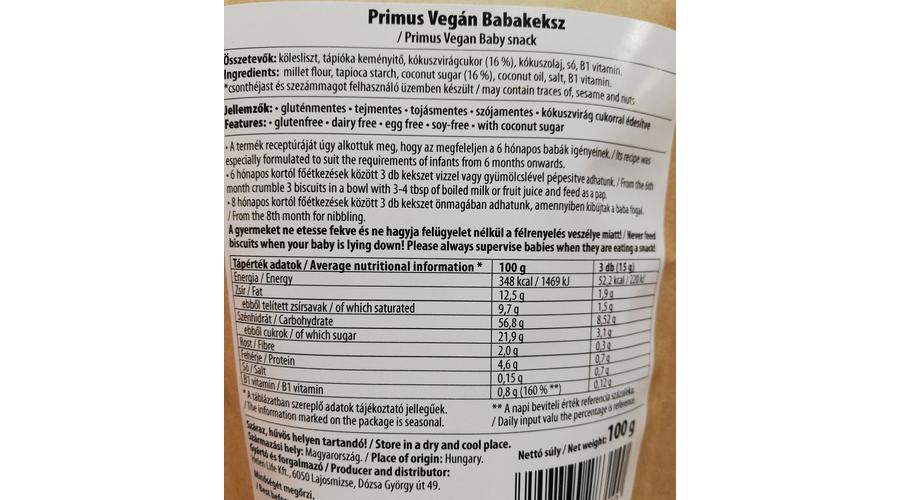 Primus Vegán Babakeksz
/ Primus Vegan Baby snack
Összetevők: kölesliszt, tápióka keményítő, kókuszvirágcukor (16 %), kókuszolaj, só, B1 vitamin.
Ingredients: millet flour, tapioca starch, coconut sugar (16 %), coconut oil, salt, B1 vitamin.
*csonthéjast és szezámmagot felhasználó üzemben készült / may contain traces of, sesame and nuts
Jellemzők: • gluténmentes • tejmentes • tojásmentes • szójamentes • kókuszvirág cukorral édesítve
Features: • glutenfree • dairy free • egg free • soy-free • with coconut sugar
• A termék receptúráját úgy alkottuk meg, hogy az megfeleljen a 6 hónapos babák igényeinek. / Its recipe was
especially formulated to suit the requirements of infants from 6 months onwards.
• 6 hónapos kortól főétkezések között 3 db kekszet vizzel vagy gyümölcslével pépesitve adhatunk. / From the 6th
month crumble 3 biscuits in a bowl with 3-4 tbsp of boiled milk or fruit juice and feed as a pap.
• 8 hónapos kortól főétkezések között 3 db kekszet önmagában adhatunk, amennyiben kibújtak a baba fogai.
/ From the 8th month for nibbling.
A gyermeket ne etesse fekve és ne hagyja felügyelet nélkül a félrenyelés veszélye miatt! / Never feed
biscuits when your baby is lying down! Please always supervise babies when they are eating a snack!
Tápérték adatok / Average nutritional information * 100 g 3 db (15 g)
Energia / Energy 348 kcal / 1469 kJ 52,2 kcal / 220 kJ
Zsír / Fat 12,5 g 1,9 g
ebből telített zsírsavak / of which saturated 9,7 g 1,5 g
Szénhidrát / Carbohydrate 56,8 g 8,52 g
ebből cukrok / of which sugar 21,9 g 3,1 g
Rost / Fibre 2,0 g 0,3 g
Fehérje / Protein 4,6 g 0,7 g
Só / Salt 0,15 g 0,7 g
B1 vitamin / B1 vitamin 0,8 g (160 % **) 0,12 g
* A táblázatban szereplő adatok tájékoztató jellegűek.
/ The information marked on the package is seasonal.
** A napi beviteli érték referencia százaléka.
/ Daily input valu the percentage is reference.
Száraz, hűvös helyen tartandó! / Store in a dry and cool place.
Származási hely: Magyarország. / Place of origin: Hungary.
Gyártó és forgalmazó / Producer and distributor:
Helen Life Kft., 6050 Lajosmizse, Dózsa György út 49.
Minőségét megőrzi,
/ Best
Nettó súly / Net weight: 100 g